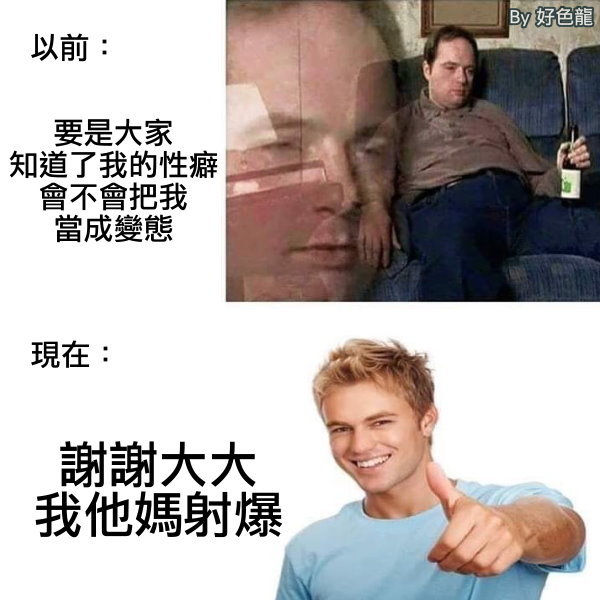 By 好色龍
以前：
要是大家
知道了我的性癖
會不會把我
當成變態
現在：
謝謝大大
我他媽射爆